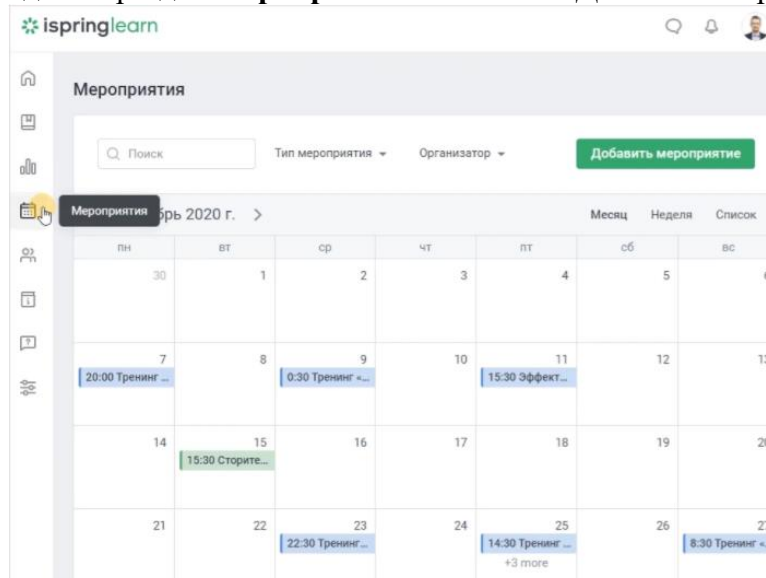 ispringlearn
Мероприятия
Поиск Тип мероприятия Организатор Добавить мероприятие
Мероприятия 2020 г. Месяц Неделя Список
пн вт ср чт пт сб вс
30 1 2 3 4 5
7 8 9 10 11 12
20:00 Тренинг ... 0:30 Тренинг «... 15:30 Эффект...
14 15 16 17 18 19
15:30 Сторите...
21 22 23 24 25 26
22:30 Тренинг... 14:30 Тренинг ... 8:30 Тренинг «
+3 more